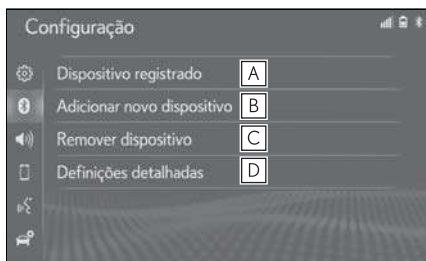 Configuração
Dispositivo registrado A
Adicionar novo dispositivo B
Remover dispositivo C
Definições detalhadas D